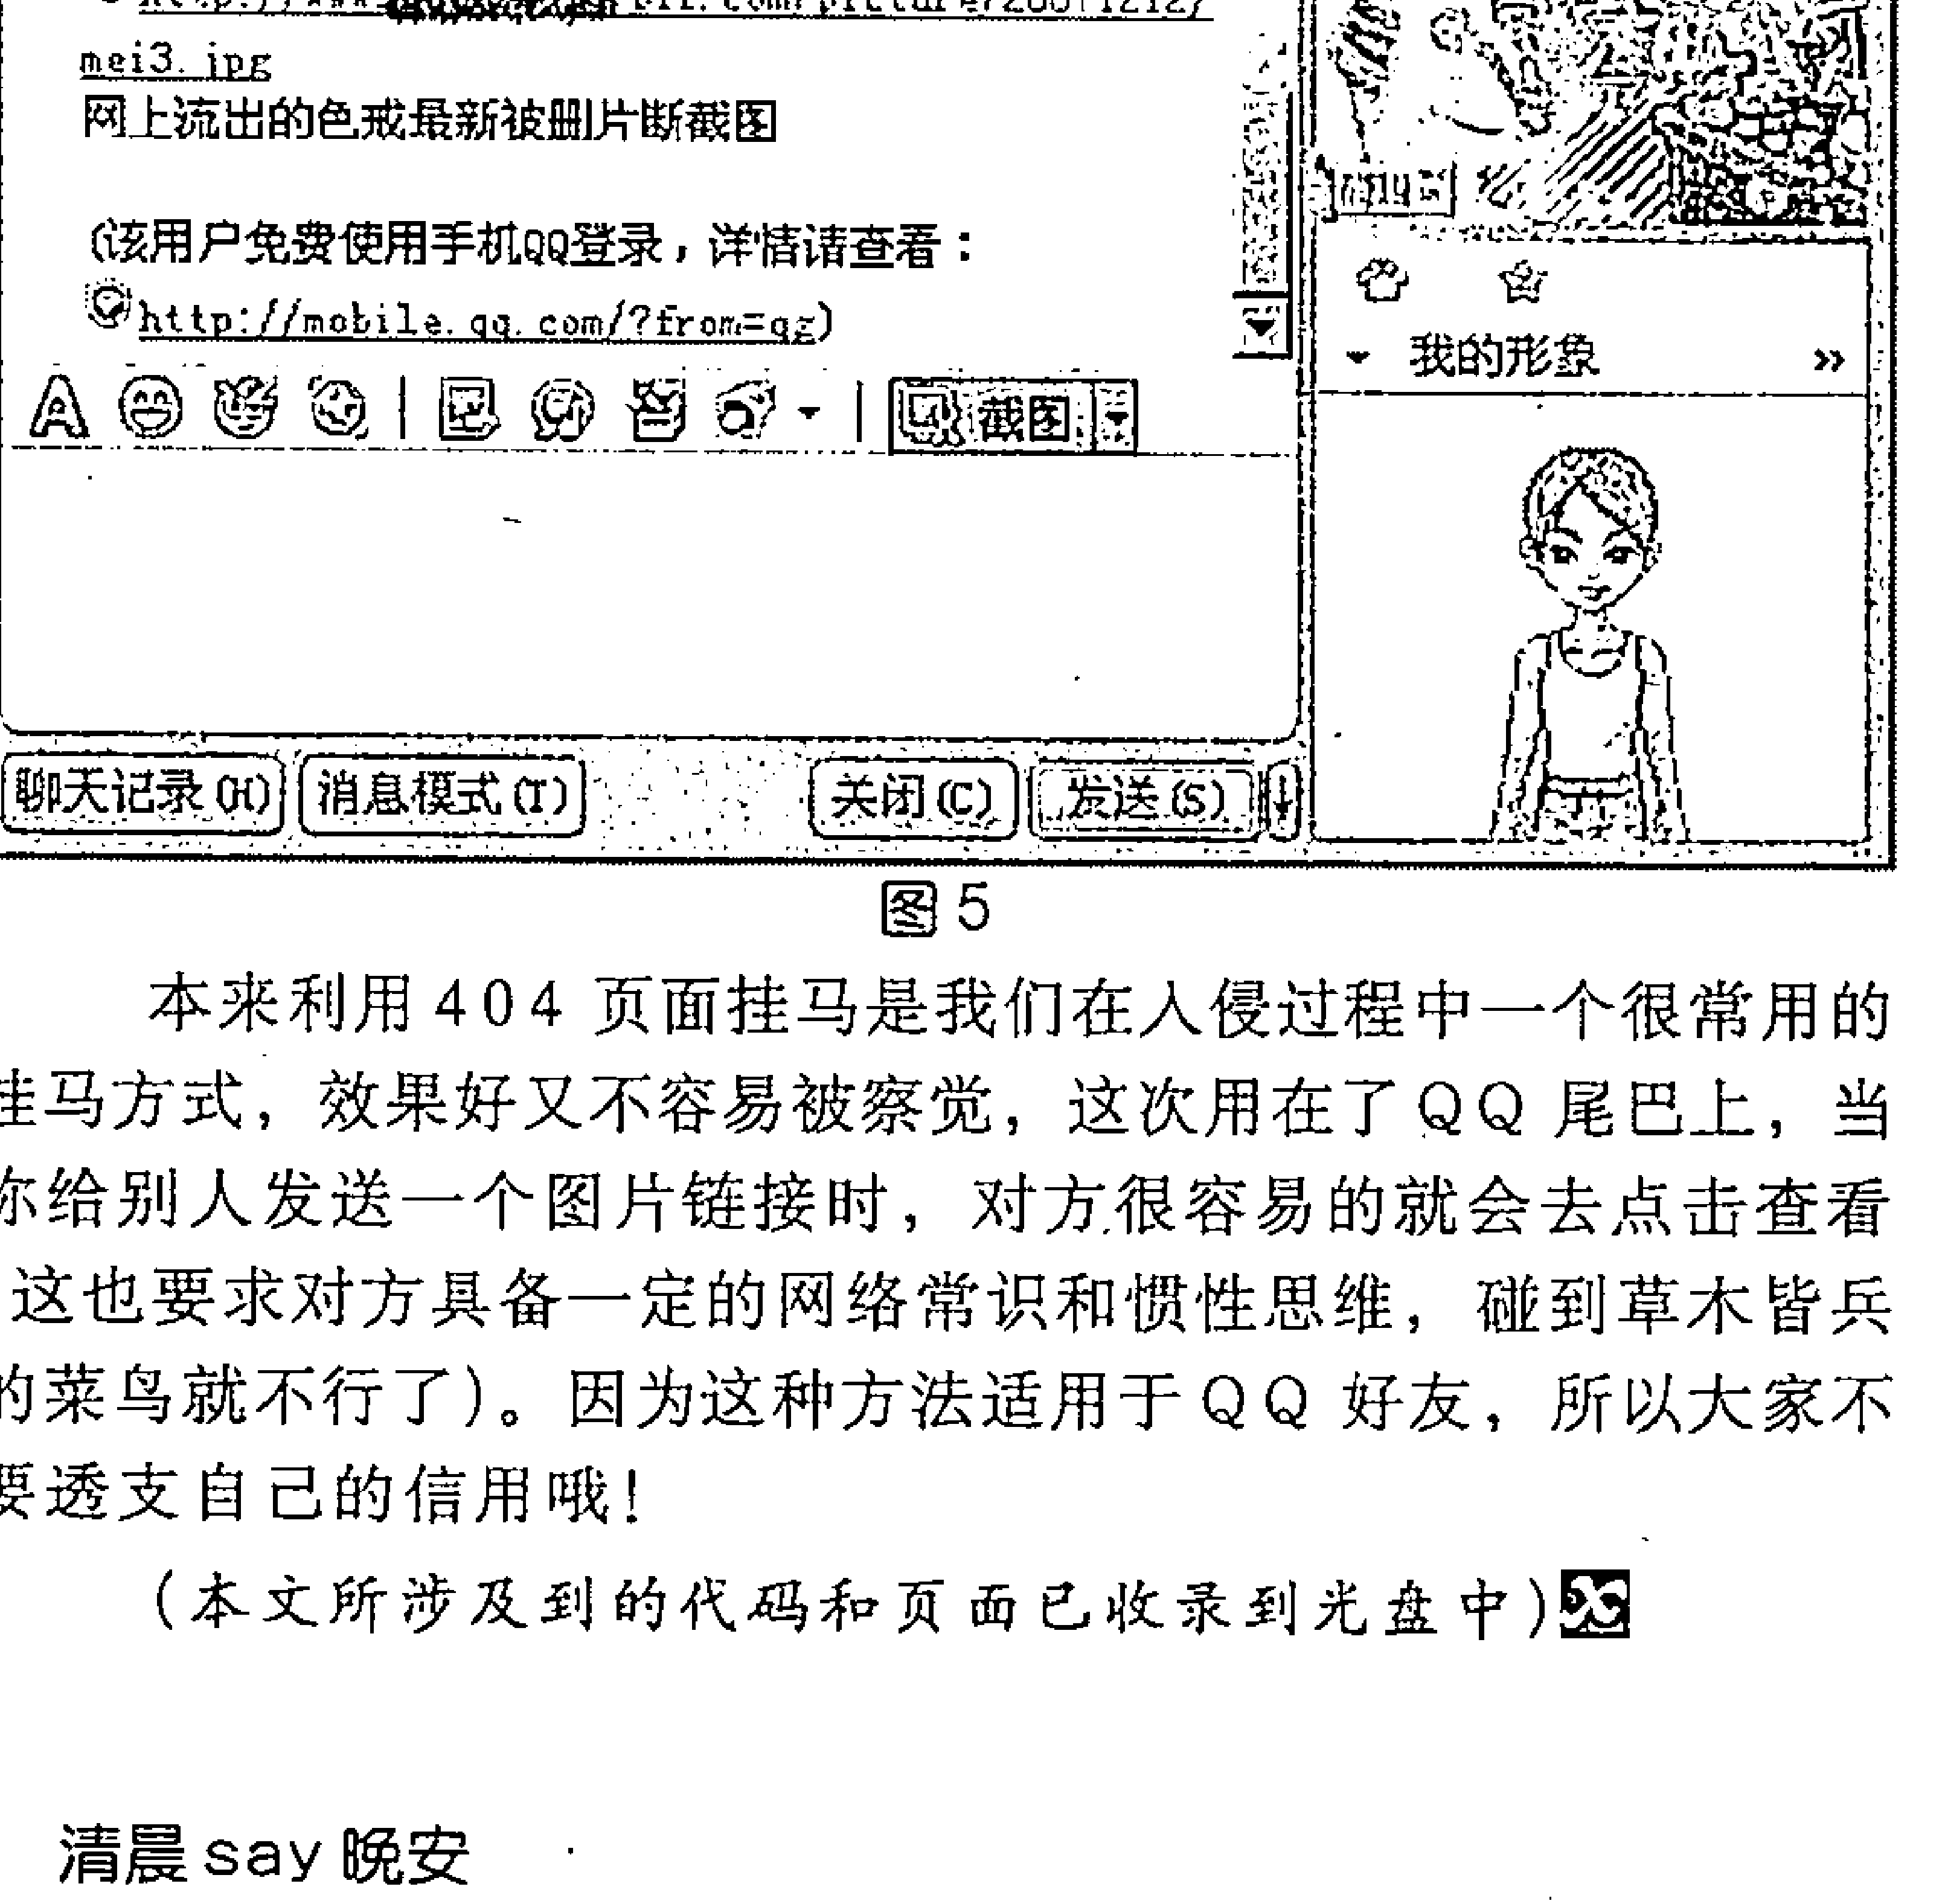 mei3.jpg
网上流出的色戒最新被删片断截图
(该用户免费使用手机QQ登录，详情请查看：
http://mobile.qq.com/?from=qg)
截图
我的形象 »
聊天记录(H) 消息模式(T) 关闭(C) 发送(S)
图 5
本来利用 404 页面挂马是我们在入侵过程中一个很常用的
挂马方式，效果好又不容易被察觉，这次用在了 QQ 尾巴上，当
你给别人发送一个图片链接时，对方很容易的就会去点击查看
这也要求对方具备一定的网络常识和惯性思维，碰到草木皆兵
的菜鸟就不行了)。因为这种方法适用于 QQ 好友，所以大家不
要透支自己的信用哦！
(本文所涉及到的代码和页面已收录到光盘中)
清晨 say 晚安